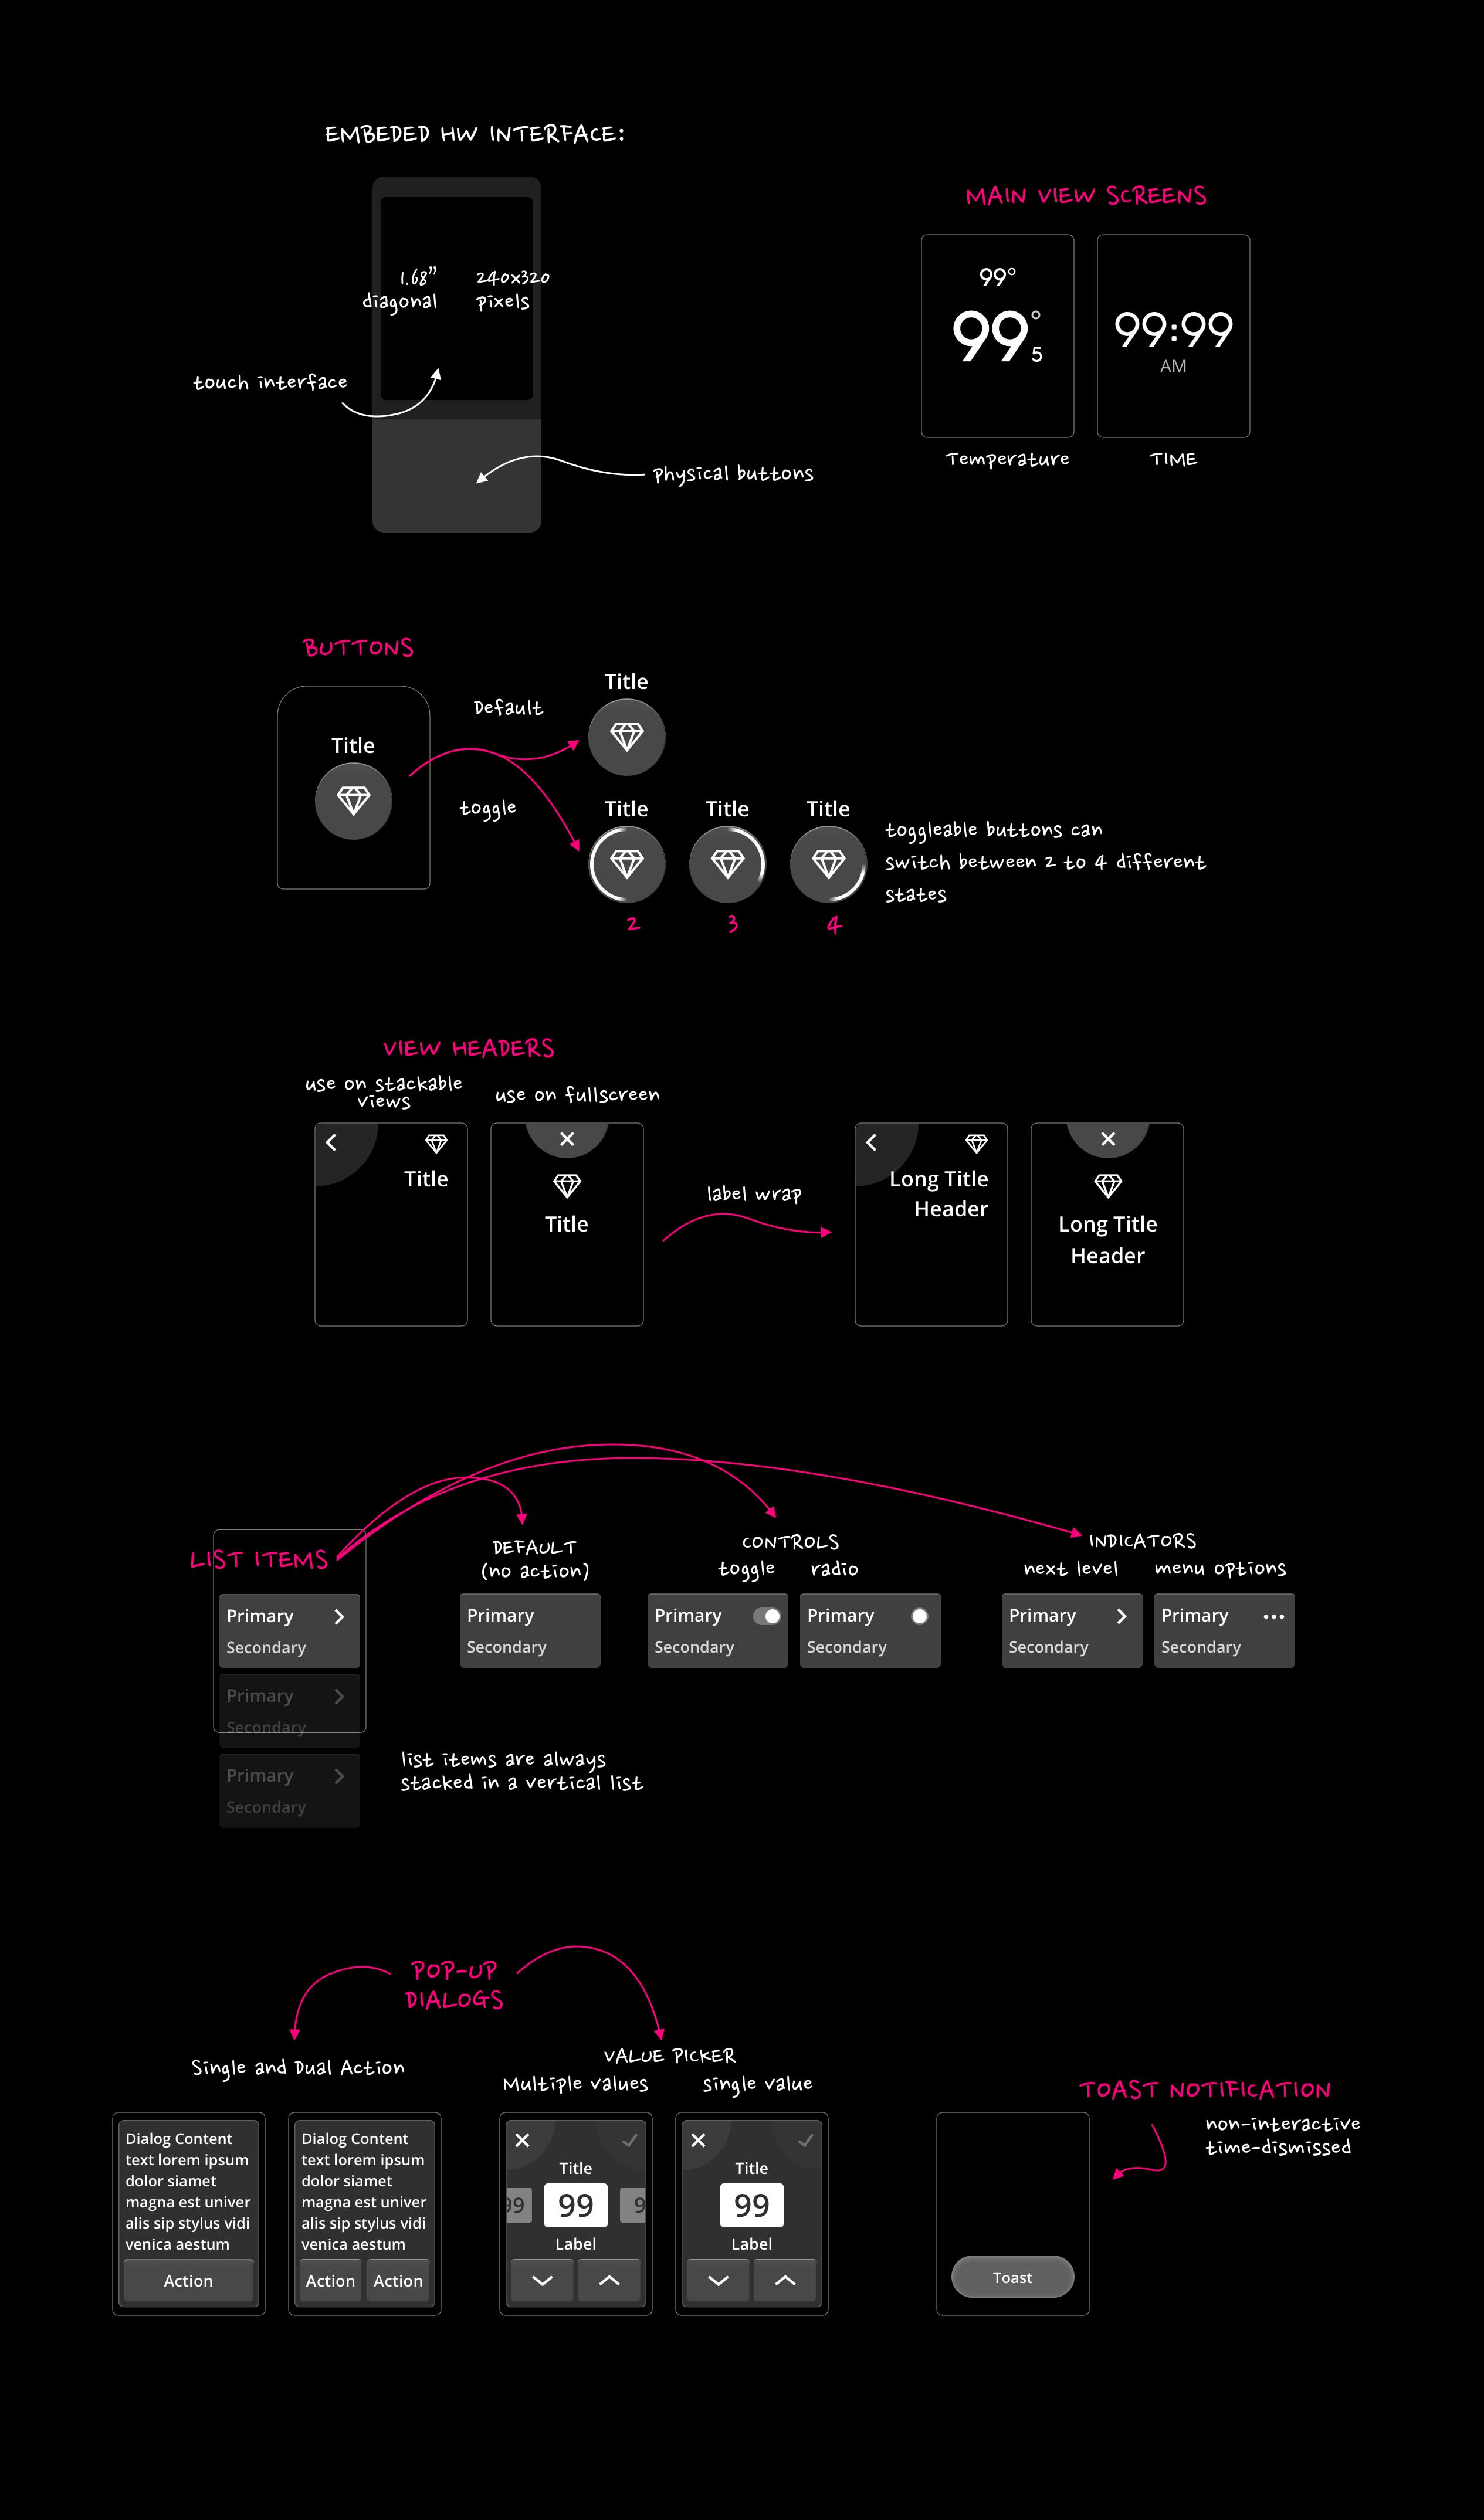 EMBEDED HW INTERFACE:
1.68”
diagonal
240x320
pixels
touch interface
physical buttons
MAIN VIEW SCREENS
99°
99°
5
Temperature
99:99
AM
TIME
BUTTONS
Title
Default
toggle
Title
Title
Title
Title
2
3
4
toggleable buttons can
switch between 2 to 4 different
states
VIEW HEADERS
use on stackable
views
use on fullscreen
Title
Title
label wrap
Long Title
Header
Long Title
Header
LIST ITEMS
Primary
Secondary
Primary
Secondary
Primary
Secondary
list items are always
stacked in a vertical list
DEFAULT
(no action)
Primary
Secondary
CONTROLS
toggle
radio
Primary
Secondary
Primary
Secondary
INDICATORS
next level
menu options
Primary
Secondary
Primary
Secondary
POP-UP
DIALOGS
Single and Dual Action
Dialog Content
text lorem ipsum
dolor siamet
magna est univer
alis sip stylus vidi
venica aestum
Action
Dialog Content
text lorem ipsum
dolor siamet
magna est univer
alis sip stylus vidi
venica aestum
Action
Action
VALUE PICKER
Multiple values
single value
Title
99
99
9
Label
Title
99
Label
TOAST NOTIFICATION
non-interactive
time-dismissed
Toast